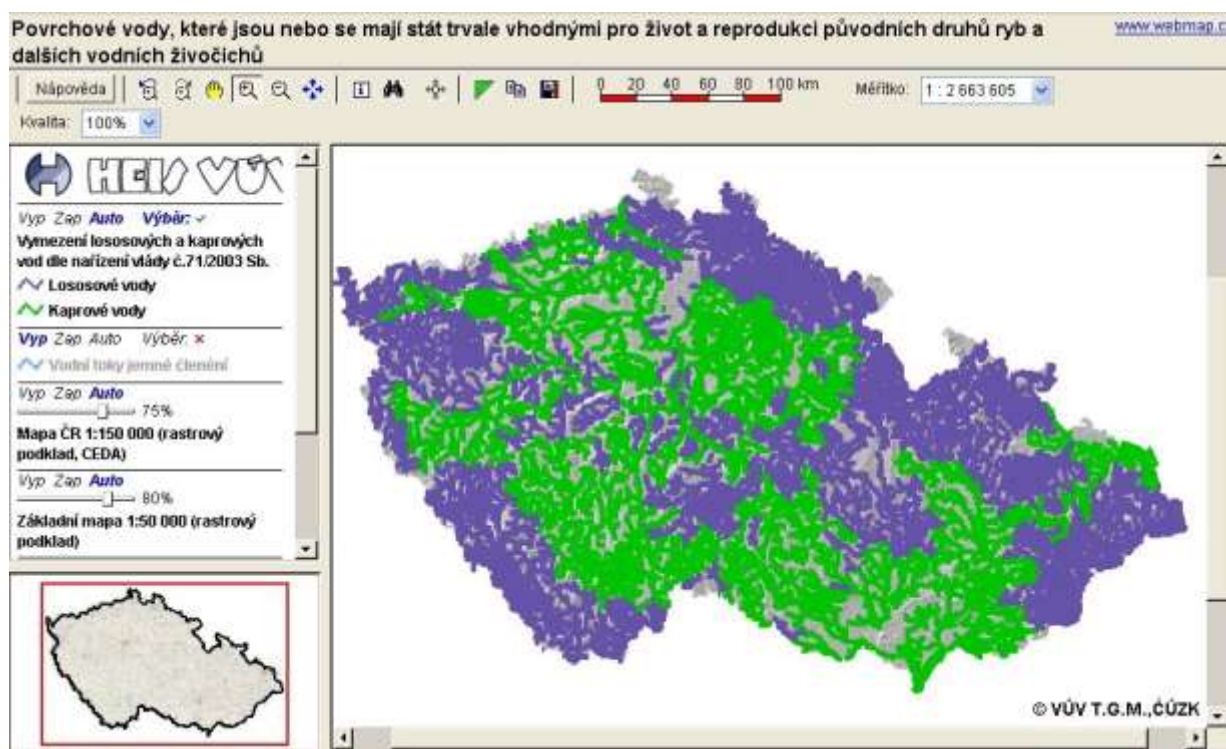 Povrchové vody, které jsou nebo se mají stát trvale vhodnými pro život a reprodukci původních druhů ryb a
dalších vodních živočichů
www.webmap.c
Nápověda
0 20 40 60 80 100 km
Měřítko: 1 : 2 663 605
Kvalita: 100%
HEIS VÚV
Vyp Zap Auto Výběr:
Vymezení lososových a kaprových
vod dle nařízení vlády č.71/2003 Sb.
Lososové vody
Kaprové vody
Vyp Zap Auto Výběr:
Vodní toky jemné členění
Vyp Zap Auto
75%
Mapa ČR 1:150 000 (rastrový
podklad, CEDA)
Vyp Zap Auto
80%
Základní mapa 1:50 000 (rastrový
podklad)
© VÚV T.G.M.,ČÚZK